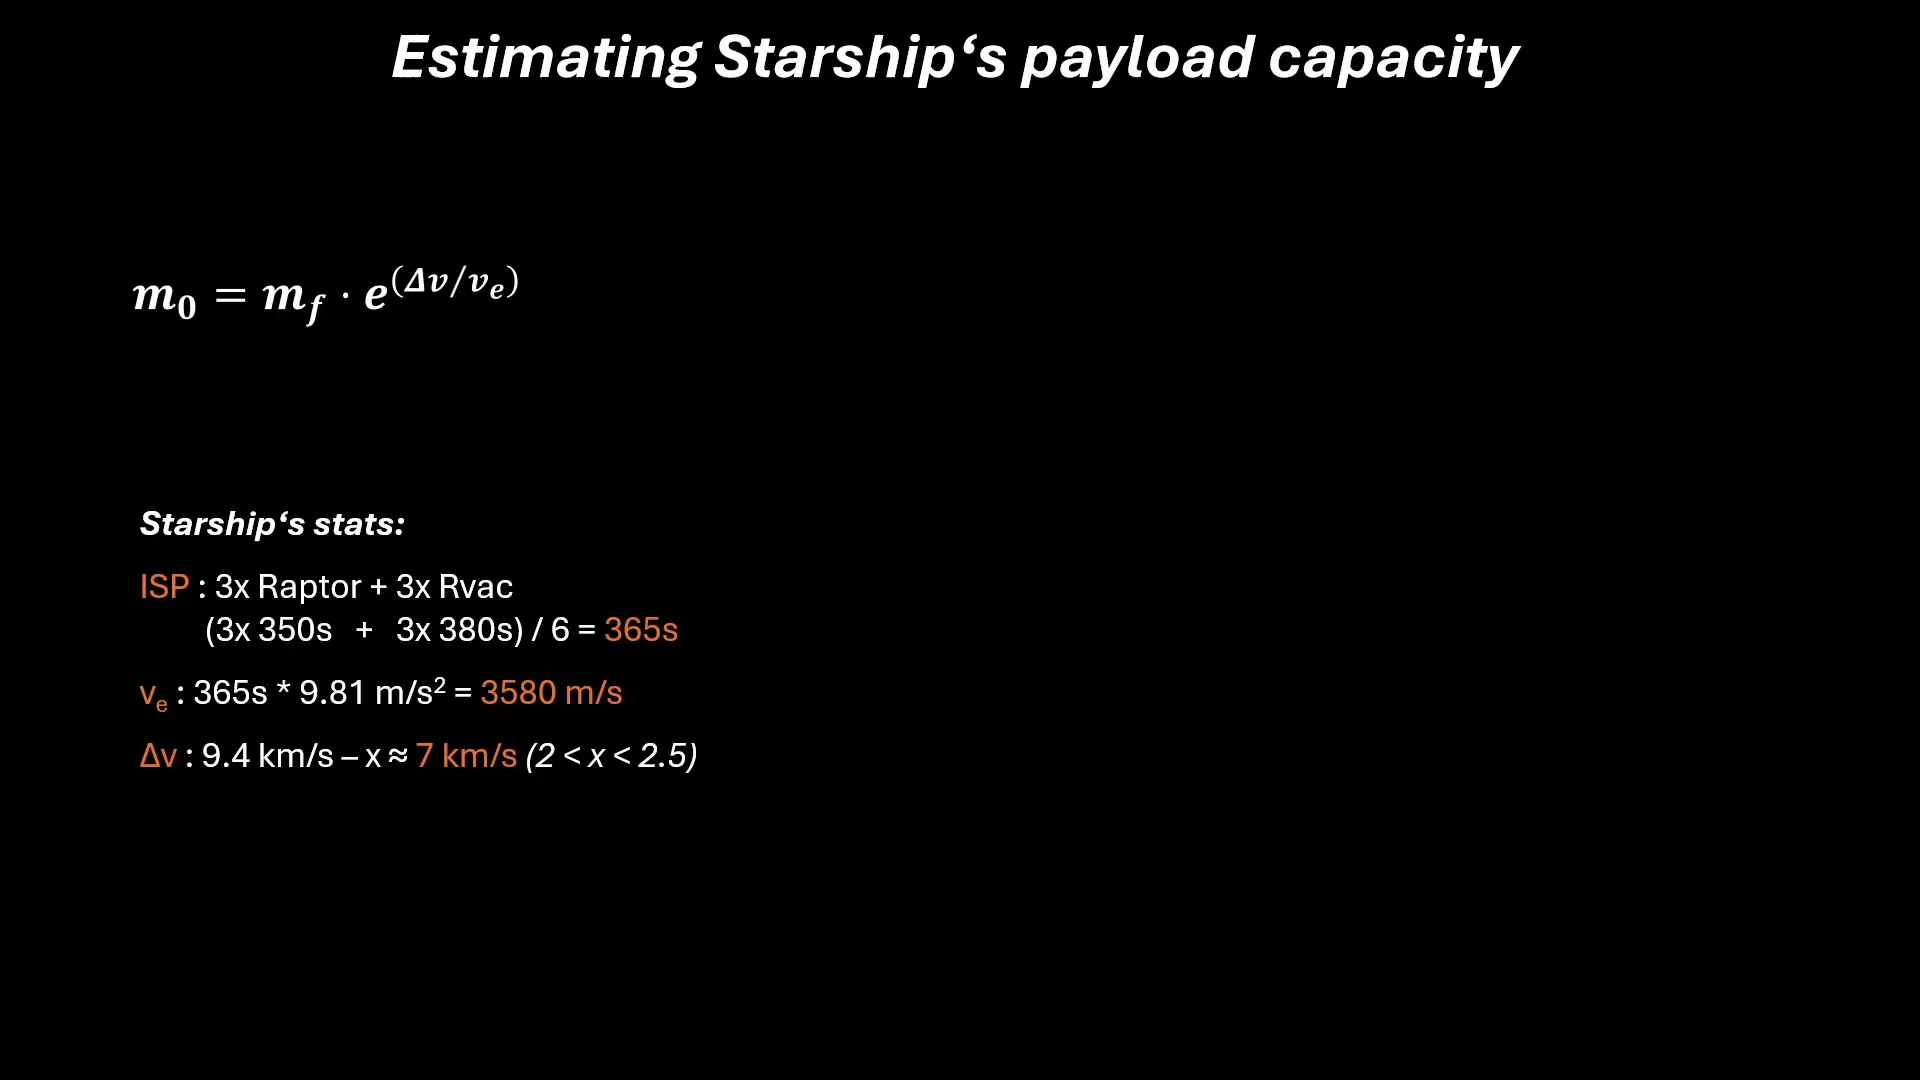 Estimating Starship‘s payload capacity
m₀ = m_f · e^(Δv/vₑ)
Starship‘s stats:
ISP : 3x Raptor + 3x Rvac
(3x 350s + 3x 380s) / 6 = 365s
vₑ : 365s * 9.81 m/s² = 3580 m/s
Δv : 9.4 km/s – x ≈ 7 km/s (2 < x < 2.5)